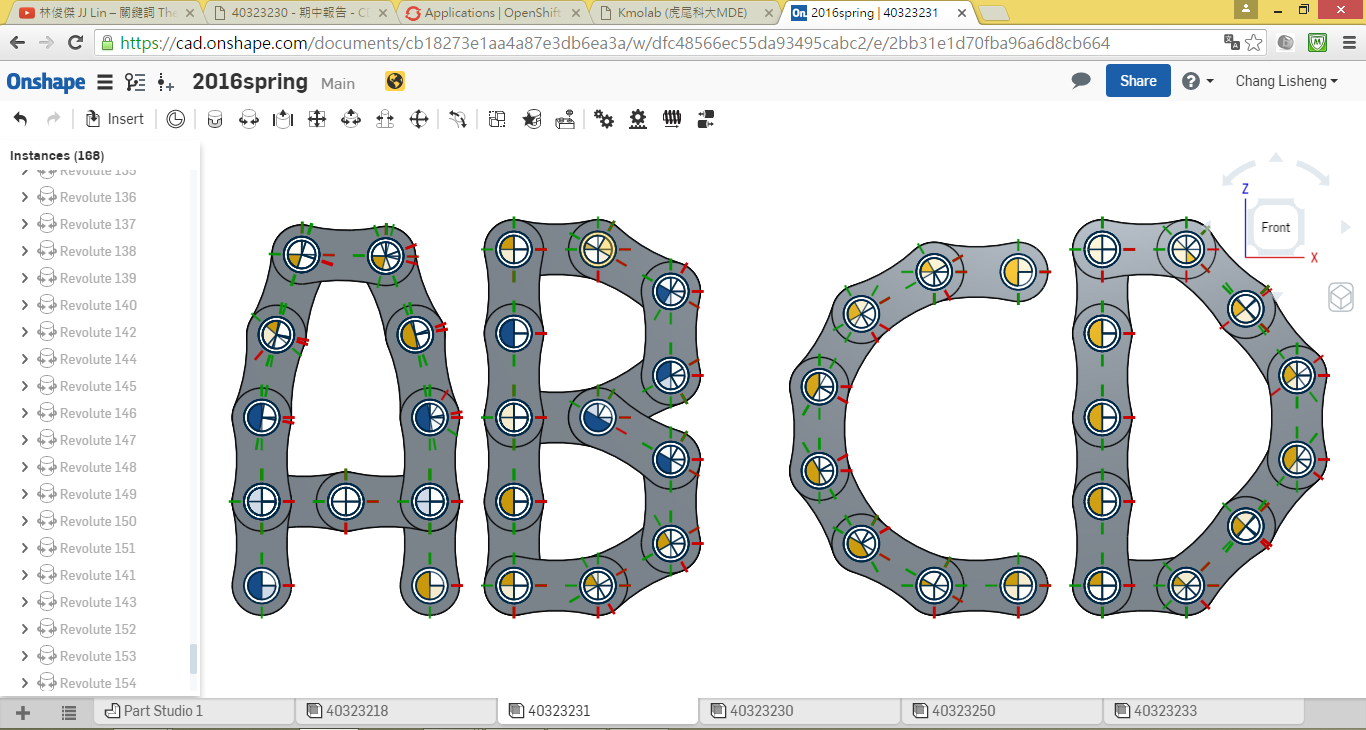 林俊傑 JJ Lin – 關鍵詞 The
40323230 - 期中報告 - CD
Applications | OpenShift
Kmolab (虎尾科大MDE)
On. 2016spring | 40323231
https://cad.onshape.com/documents/cb18273e1aa4a87e3db6ea3a/w/dfc48566ec55da93495cabc2/e/2bb31e1d70fba96a6d8cb664
Onshape 2016spring Main Share Chang Lisheng
Insert
Instances (168)
Revolute 135
Revolute 136
Revolute 137
Revolute 138
Revolute 139
Revolute 140
Revolute 142
Revolute 144
Revolute 145
Revolute 146
Revolute 147
Revolute 148
Revolute 149
Revolute 150
Revolute 151
Revolute 141
Revolute 143
Revolute 152
Revolute 153
Revolute 154
Z
Front
X
ABCD
Part Studio 1
40323218
40323231
40323230
40323250
40323233